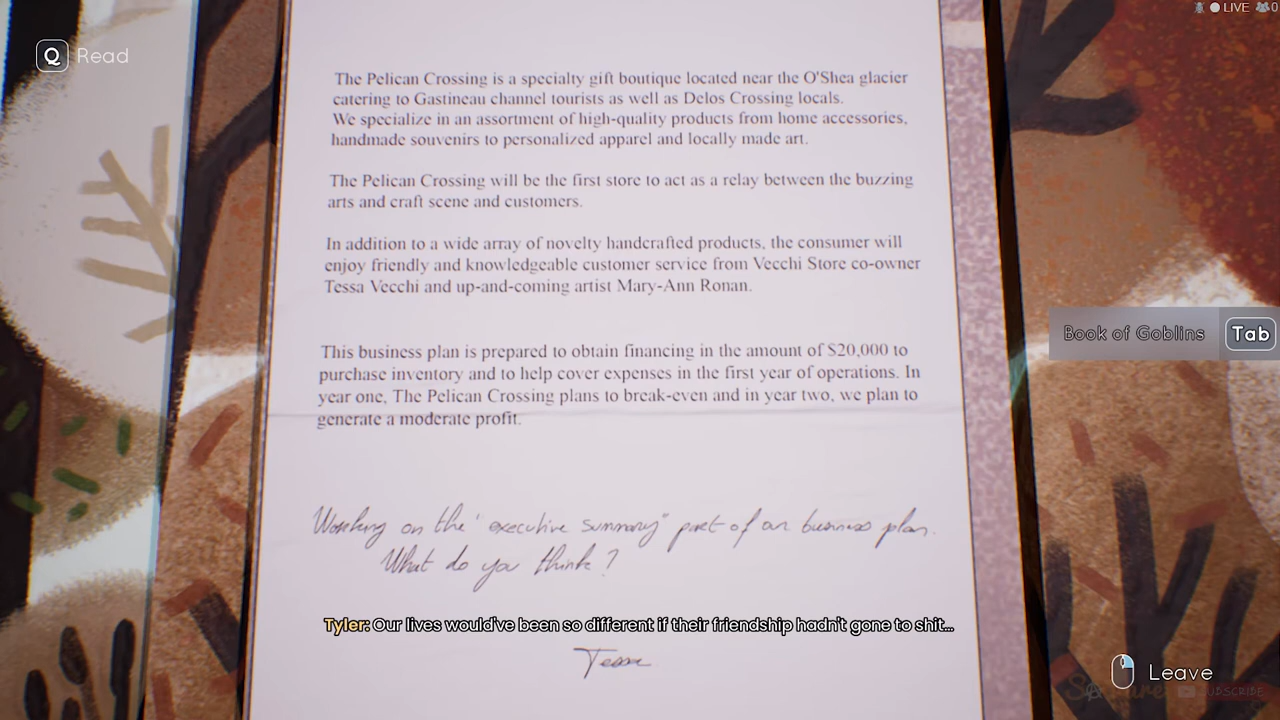 LIVE 0
Q Read
The Pelican Crossing is a specialty gift boutique located near the O'Shea glacier
catering to Gastineau channel tourists as well as Delos Crossing locals.
We specialize in an assortment of high-quality products from home accessories,
handmade souvenirs to personalized apparel and locally made art.
The Pelican Crossing will be the first store to act as a relay between the buzzing
arts and craft scene and customers.
In addition to a wide array of novelty handcrafted products, the consumer will
enjoy friendly and knowledgeable customer service from Vecchi Store co-owner
Tessa Vecchi and up-and-coming artist Mary-Ann Ronan.
Book of Goblins Tab
This business plan is prepared to obtain financing in the amount of $20,000 to
purchase inventory and to help cover expenses in the first year of operations. In
year one, The Pelican Crossing plans to break-even and in year two, we plan to
generate a moderate profit.
Working on the "executive summary" part of our business plan.
What do you think?
Tyler: Our lives would've been so different if their friendship hadn't gone to shit...
Tessa
Leave
SUBSCRIBE